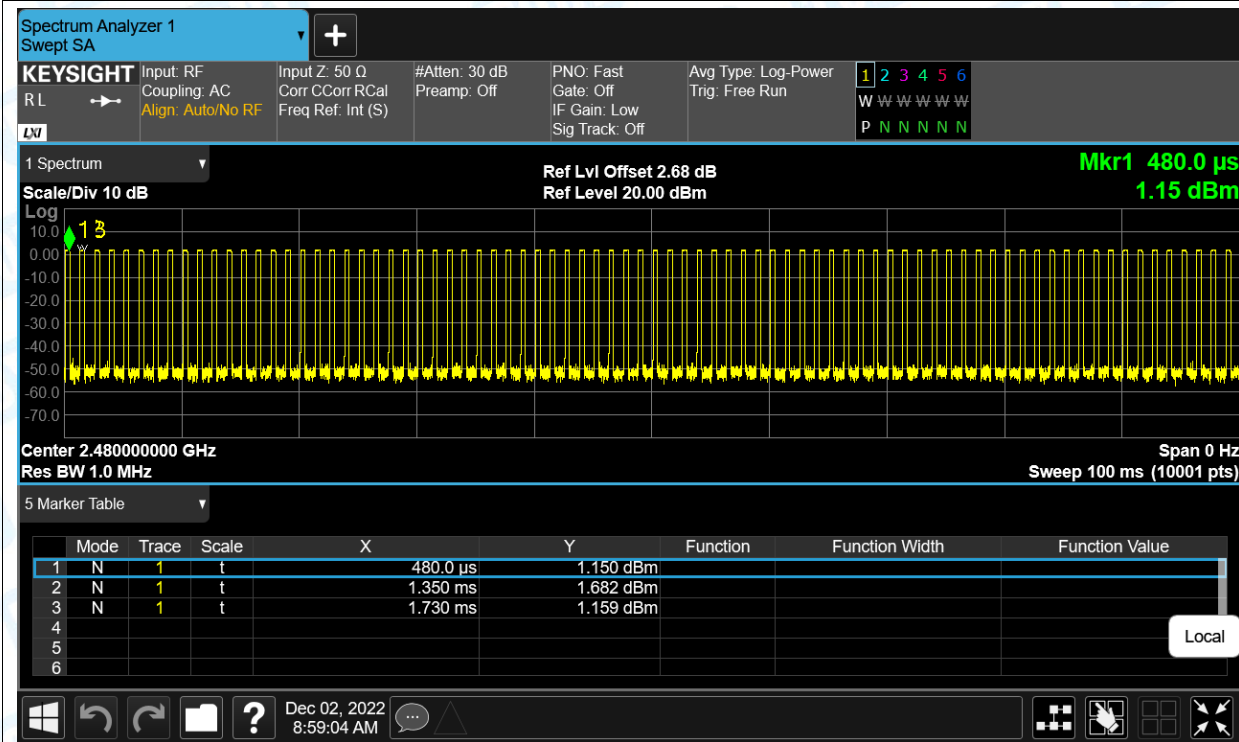 Spectrum Analyzer 1
Swept SA
KEYSIGHT
R L
LXI
Input: RF
Coupling: AC
Align: Auto/No RF
Input Z: 50 Ω
Corr CCorr RCal
Freq Ref: Int (S)
#Atten: 30 dB
Preamp: Off
PNO: Fast
Gate: Off
IF Gain: Low
Sig Track: Off
Avg Type: Log-Power
Trig: Free Run
1 2 3 4 5 6
W W W W W W
P N N N N N
1 Spectrum
Scale/Div 10 dB
Ref Lvl Offset 2.68 dB
Ref Level 20.00 dBm
Mkr1 480.0 µs
1.15 dBm
Log
10.0
0.00
-10.0
-20.0
-30.0
-40.0
-50.0
-60.0
-70.0
Center 2.480000000 GHz
Res BW 1.0 MHz
Span 0 Hz
Sweep 100 ms (10001 pts)
5 Marker Table
Mode Trace Scale X Y Function Function Width Function Value
1 N 1 t 480.0 µs 1.150 dBm
2 N 1 t 1.350 ms 1.682 dBm
3 N 1 t 1.730 ms 1.159 dBm
4
5
6
Local
?
Dec 02, 2022
8:59:04 AM